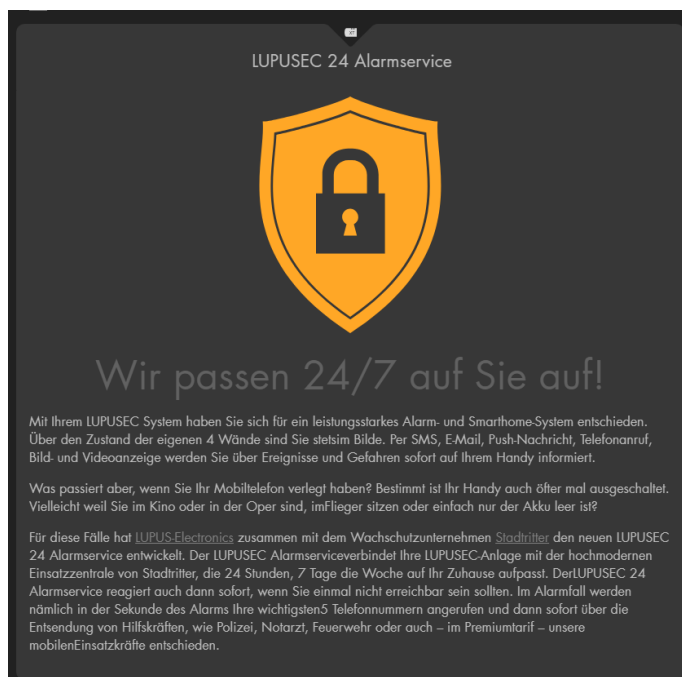 LUPUSEC 24 Alarmservice
Wir passen 24/7 auf Sie auf!
Mit Ihrem LUPUSEC System haben Sie sich für ein leistungsstarkes Alarm- und Smarthome-System entschieden.
Über den Zustand der eigenen 4 Wände sind Sie stetsim Bilde. Per SMS, E-Mail, Push-Nachricht, Telefonanruf,
Bild- und Videoanzeige werden Sie über Ereignisse und Gefahren sofort auf Ihrem Handy informiert.
Was passiert aber, wenn Sie Ihr Mobiltelefon verlegt haben? Bestimmt ist Ihr Handy auch öfter mal ausgeschaltet.
Vielleicht weil Sie im Kino oder in der Oper sind, imFlieger sitzen oder einfach nur der Akku leer ist?
Für diese Fälle hat LUPUS-Electronics zusammen mit dem Wachschutzunternehmen Stadtritter den neuen LUPUSEC
24 Alarmservice entwickelt. Der LUPUSEC Alarmserviceverbindet Ihre LUPUSEC-Anlage mit der hochmodernen
Einsatzzentrale von Stadtritter, die 24 Stunden, 7 Tage die Woche auf Ihr Zuhause aufpasst. DerLUPUSEC 24
Alarmservice reagiert auch dann sofort, wenn Sie einmal nicht erreichbar sein sollten. Im Alarmfall werden
nämlich in der Sekunde des Alarms Ihre wichtigsten5 Telefonnummern angerufen und dann sofort über die
Entsendung von Hilfskräften, wie Polizei, Notarzt, Feuerwehr oder auch – im Premiumtarif – unsere
mobilenEinsatzkräfte entschieden.